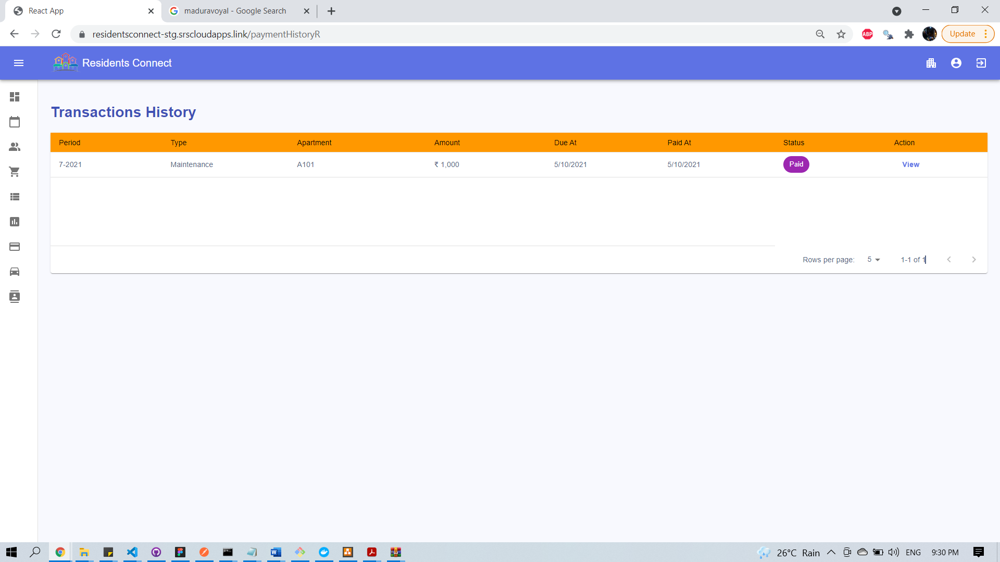 React App
maduravoyal - Google Search
residentsconnect-stg.srscloudapps.link/paymentHistoryR
ABP
Update
Residents Connect
Transactions History
Period Type Apartment Amount Due At Paid At Status Action
7-2021 Maintenance A101 ₹ 1,000 5/10/2021 5/10/2021 Paid View
Rows per page: 5 1-1 of 1
26°C Rain ENG 9:30 PM